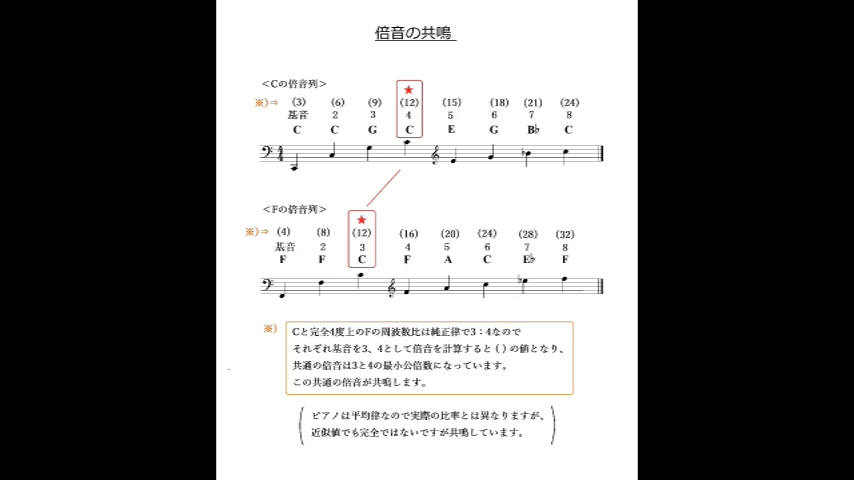 倍音の共鳴
<Cの倍音列>
★
※)⇒ (3) (6) (9) (12) (15) (18) (21) (24)
基音 2 3 4 5 6 7 8
C C G C E G B♭ C
<Fの倍音列>
★
※)⇒ (4) (8) (12) (16) (20) (24) (28) (32)
基音 2 3 4 5 6 7 8
F F C F A C E♭ F
※) Cと完全4度上のFの周波数比は純正律で3：4なので
それぞれ基音を3、4として倍音を計算すると ( ) の値となり、
共通の倍音は3と4の最小公倍数になっています。
この共通の倍音が共鳴します。
ピアノは平均律なので実際の比率とは異なりますが、
近似値でも完全ではないですが共鳴しています。